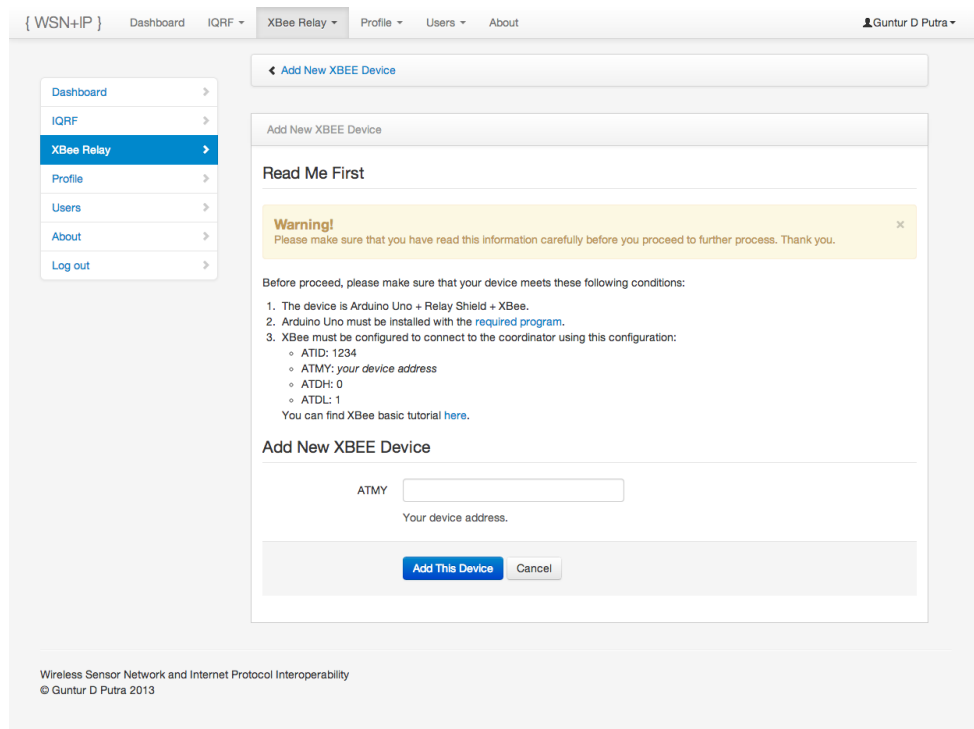 { WSN+IP } Dashboard IQRF XBee Relay Profile Users About Guntur D Putra
Dashboard
IQRF
XBee Relay
Profile
Users
About
Log out
Add New XBEE Device
Add New XBEE Device
Read Me First
Warning!
×
Please make sure that you have read this information carefully before you proceed to further process. Thank you.
Before proceed, please make sure that your device meets these following conditions:
1. The device is Arduino Uno + Relay Shield + XBee.
2. Arduino Uno must be installed with the required program.
3. XBee must be configured to connect to the coordinator using this configuration:
◦ ATID: 1234
◦ ATMY: your device address
◦ ATDH: 0
◦ ATDL: 1
You can find XBee basic tutorial here.
Add New XBEE Device
ATMY
Your device address.
Add This Device Cancel
Wireless Sensor Network and Internet Protocol Interoperability
© Guntur D Putra 2013